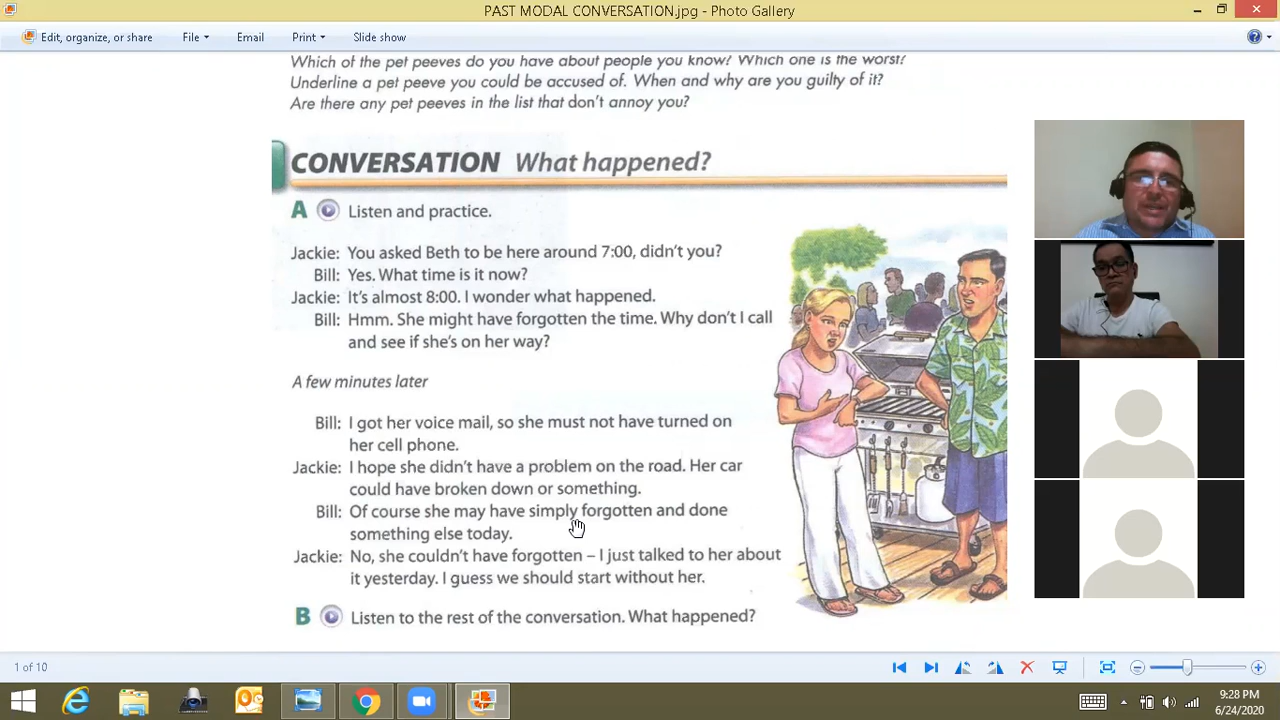 PAST MODAL CONVERSATION.jpg - Photo Gallery
Edit, organize, or share File Email Print Slide show
Which of the pet peeves do you have about people you know? Which one is the worst?
Underline a pet peeve you could be accused of. When and why are you guilty of it?
Are there any pet peeves in the list that don't annoy you?
CONVERSATION What happened?
A Listen and practice.
Jackie: You asked Beth to be here around 7:00, didn't you?
Bill: Yes. What time is it now?
Jackie: It's almost 8:00. I wonder what happened.
Bill: Hmm. She might have forgotten the time. Why don't I call
and see if she's on her way?
A few minutes later
Bill: I got her voice mail, so she must not have turned on
her cell phone.
Jackie: I hope she didn't have a problem on the road. Her car
could have broken down or something.
Bill: Of course she may have simply forgotten and done
something else today.
Jackie: No, she couldn't have forgotten – I just talked to her about
it yesterday. I guess we should start without her.
B Listen to the rest of the conversation. What happened?
1 of 10
9:28 PM
6/24/2020